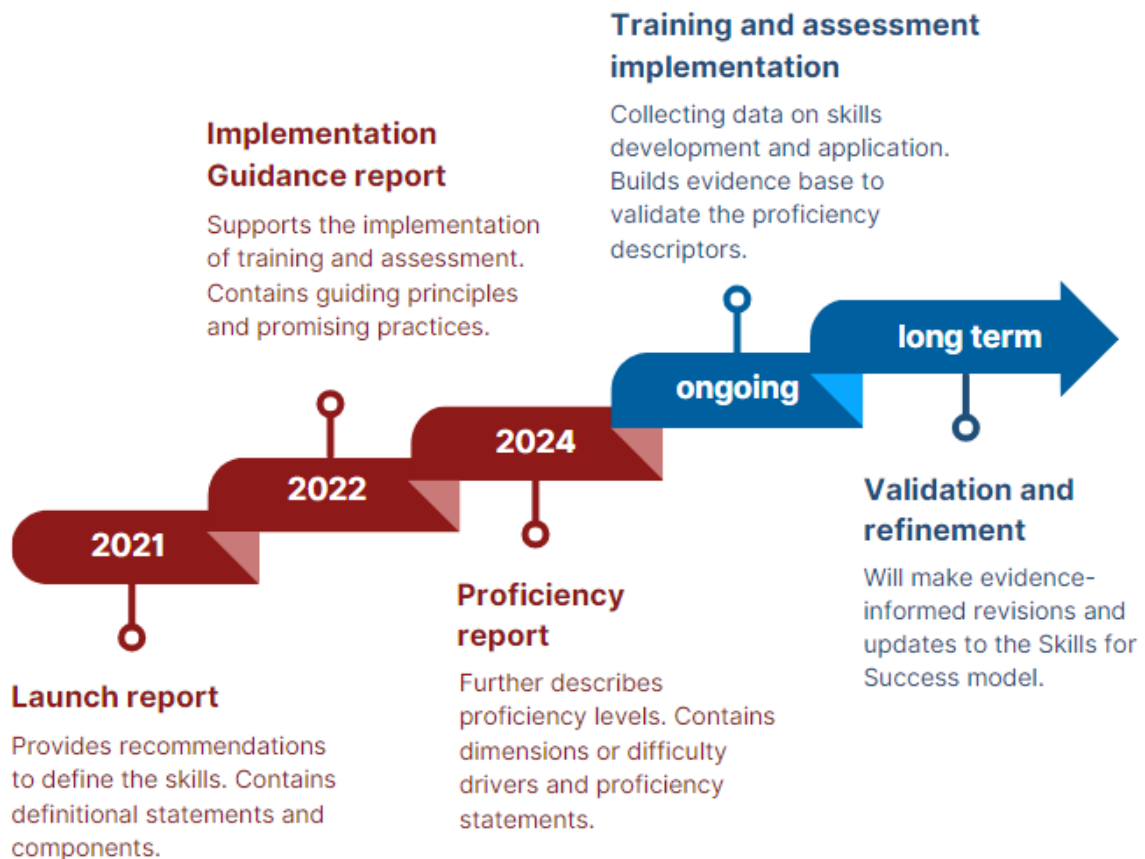 Training and assessment
implementation
Collecting data on skills
development and application.
Builds evidence base to
validate the proficiency
descriptors.
Implementation
Guidance report
Supports the implementation
of training and assessment.
Contains guiding principles
and promising practices.
long term
ongoing
2024
2022
2021
Validation and
refinement
Will make evidence-
informed revisions and
updates to the Skills for
Success model.
Proficiency
report
Further describes
proficiency levels. Contains
dimensions or difficulty
drivers and proficiency
statements.
Launch report
Provides recommendations
to define the skills. Contains
definitional statements and
components.